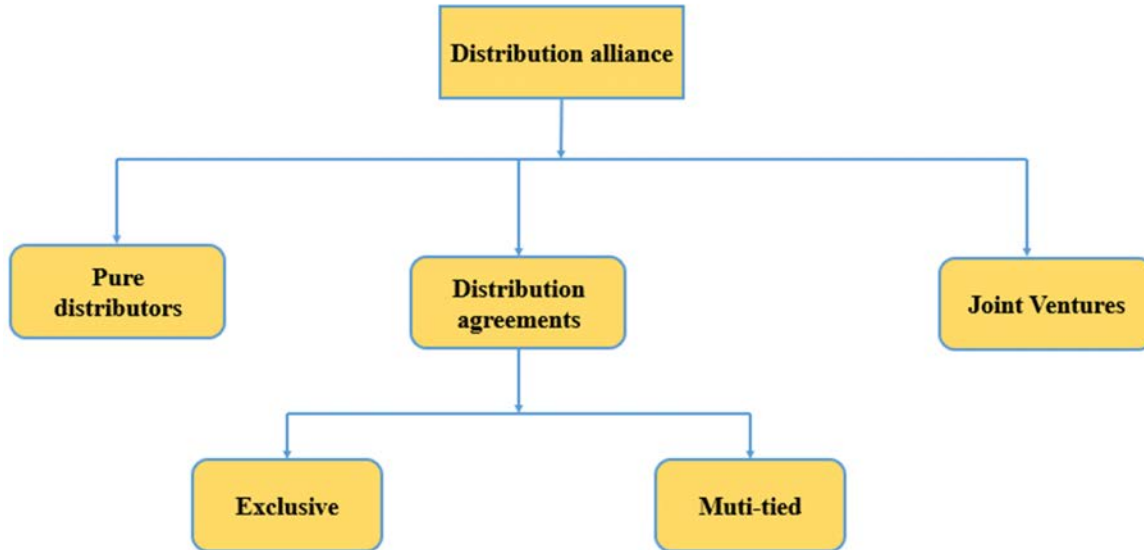 Distribution alliance
Pure
distributors
Distribution
agreements
Joint Ventures
Exclusive
Muti-tied